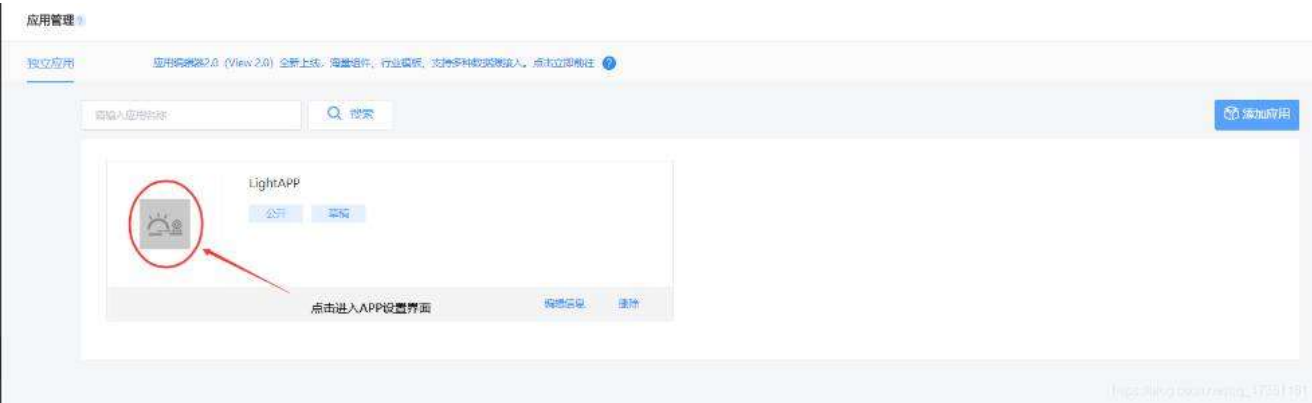 应用管理
独立应用 应用编辑器2.0 (View 2.0) 全新上线，海量组件、行业模板、支持多种数据源接入。点击立即前往 ?
请输入应用名称 搜索 添加应用
LightAPP
公开 草稿
点击进入APP设置界面 编辑信息 删除